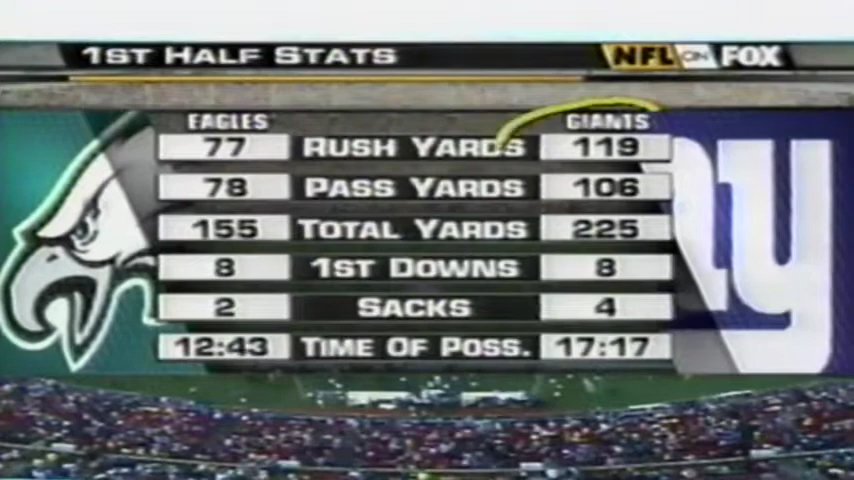 1ST HALF STATS NFL ON FOX
EAGLES GIANTS
77 RUSH YARDS 119
78 PASS YARDS 106
155 TOTAL YARDS 225
8 1ST DOWNS 8
2 SACKS 4
12:43 TIME OF POSS. 17:17
ny